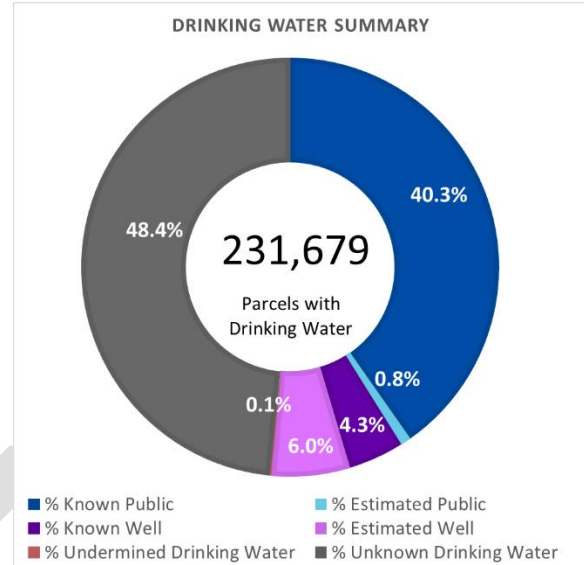 DRINKING WATER SUMMARY
40.3%
48.4%
231,679
Parcels with
Drinking Water
0.8%
0.1%
4.3%
6.0%
% Known Public
% Estimated Public
% Known Well
% Estimated Well
% Undermined Drinking Water
% Unknown Drinking Water